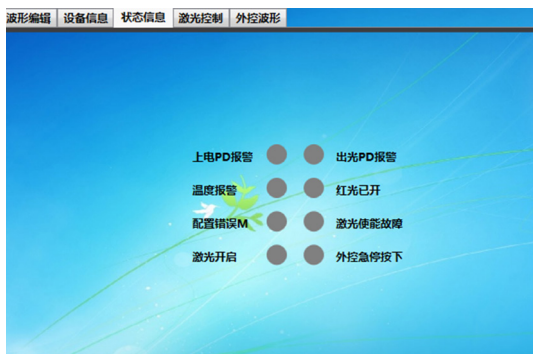 波形编辑 设备信息 状态信息 激光控制 外控波形
上电PD报警 出光PD报警
温度报警 红光已开
配置错误M 激光使能故障
激光开启 外控急停按下